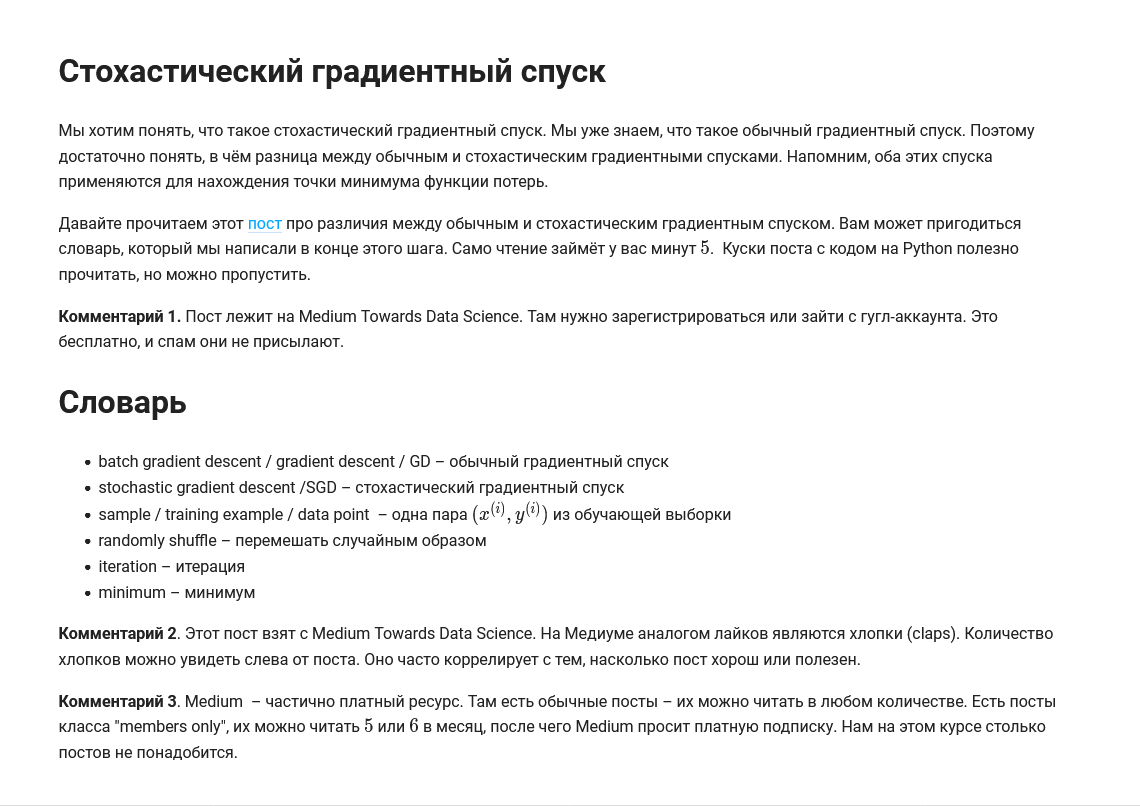 Стохастический градиентный спуск
Мы хотим понять, что такое стохастический градиентный спуск. Мы уже знаем, что такое обычный градиентный спуск. Поэтому
достаточно понять, в чём разница между обычным и стохастическим градиентными спусками. Напомним, оба этих спуска
применяются для нахождения точки минимума функции потерь.
Давайте прочитаем этот пост про различия между обычным и стохастическим градиентным спуском. Вам может пригодиться
словарь, который мы написали в конце этого шага. Само чтение займёт у вас минут 5. Куски поста с кодом на Python полезно
прочитать, но можно пропустить.
Комментарий 1. Пост лежит на Medium Towards Data Science. Там нужно зарегистрироваться или зайти с гугл-аккаунта. Это
бесплатно, и спам они не присылают.
Словарь
• batch gradient descent / gradient descent / GD – обычный градиентный спуск
• stochastic gradient descent /SGD – стохастический градиентный спуск
• sample / training example / data point – одна пара (x^(i), y^(i)) из обучающей выборки
• randomly shuffle – перемешать случайным образом
• iteration – итерация
• minimum – минимум
Комментарий 2. Этот пост взят с Medium Towards Data Science. На Медиуме аналогом лайков являются хлопки (claps). Количество
хлопков можно увидеть слева от поста. Оно часто коррелирует с тем, насколько пост хорош или полезен.
Комментарий 3. Medium – частично платный ресурс. Там есть обычные посты – их можно читать в любом количестве. Есть посты
класса "members only", их можно читать 5 или 6 в месяц, после чего Medium просит платную подписку. Нам на этом курсе столько
постов не понадобится.